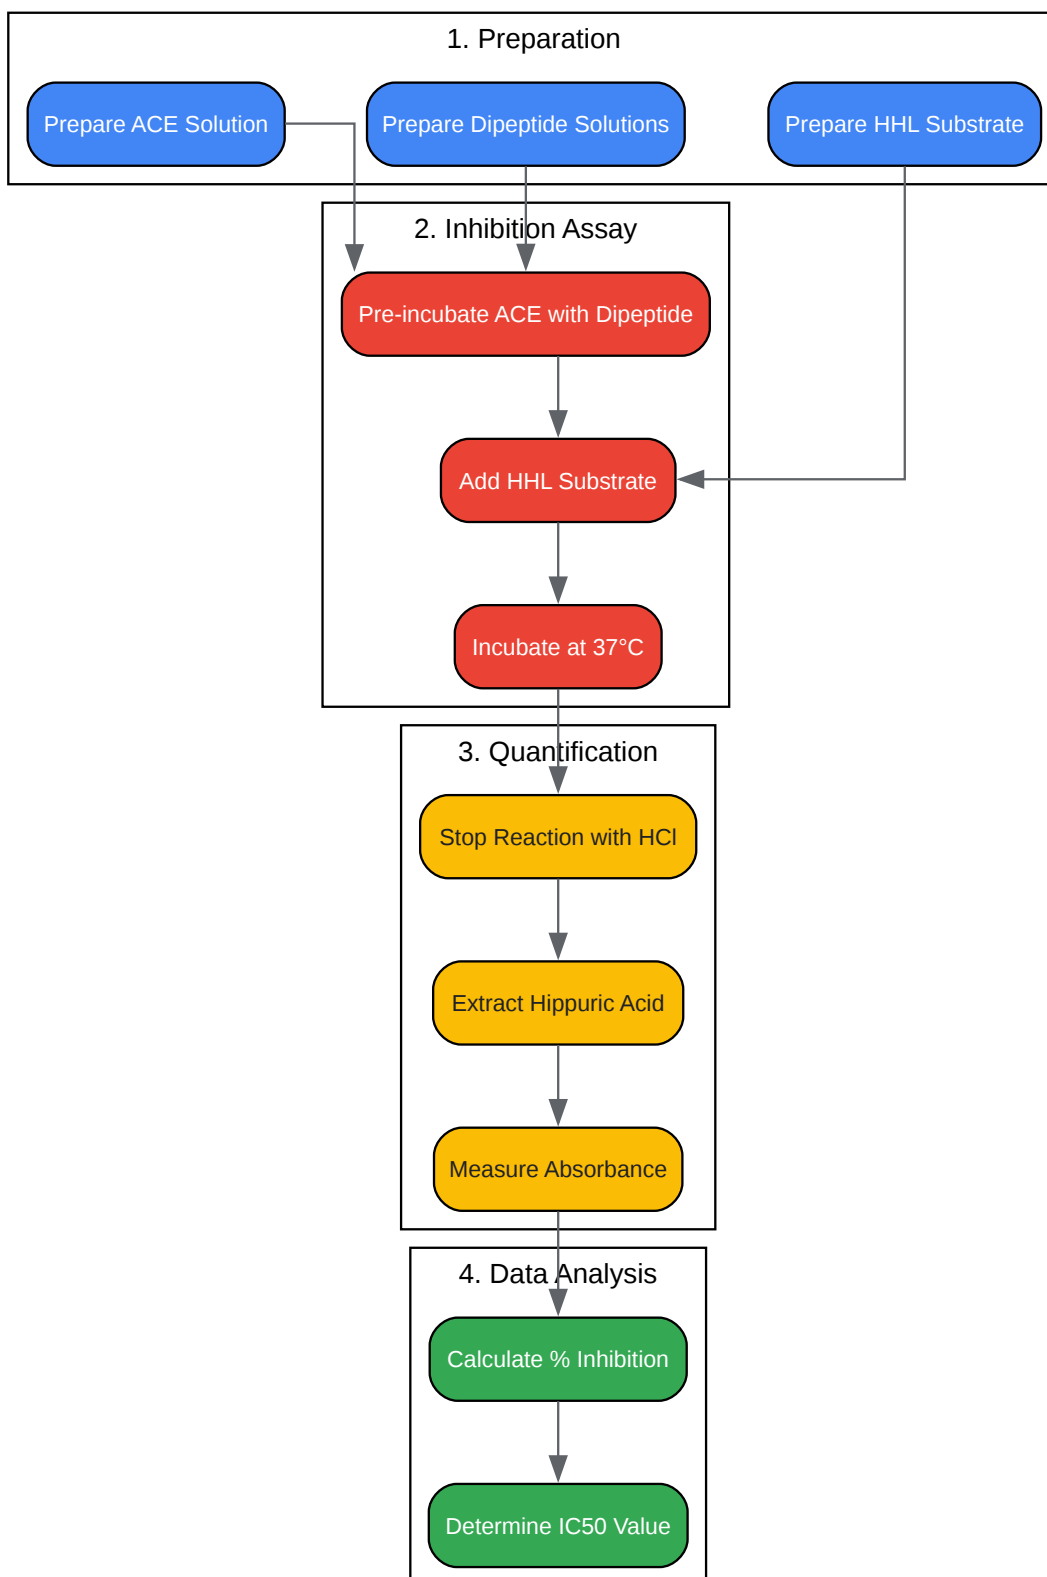 1. Preparation
Prepare ACE Solution
Prepare Dipeptide Solutions
Prepare HHL Substrate
2. Inhibition Assay
Pre-incubate ACE with Dipeptide
Add HHL Substrate
Incubate at 37°C
3. Quantification
Stop Reaction with HCl
Extract Hippuric Acid
Measure Absorbance
4. Data Analysis
Calculate % Inhibition
Determine IC50 Value